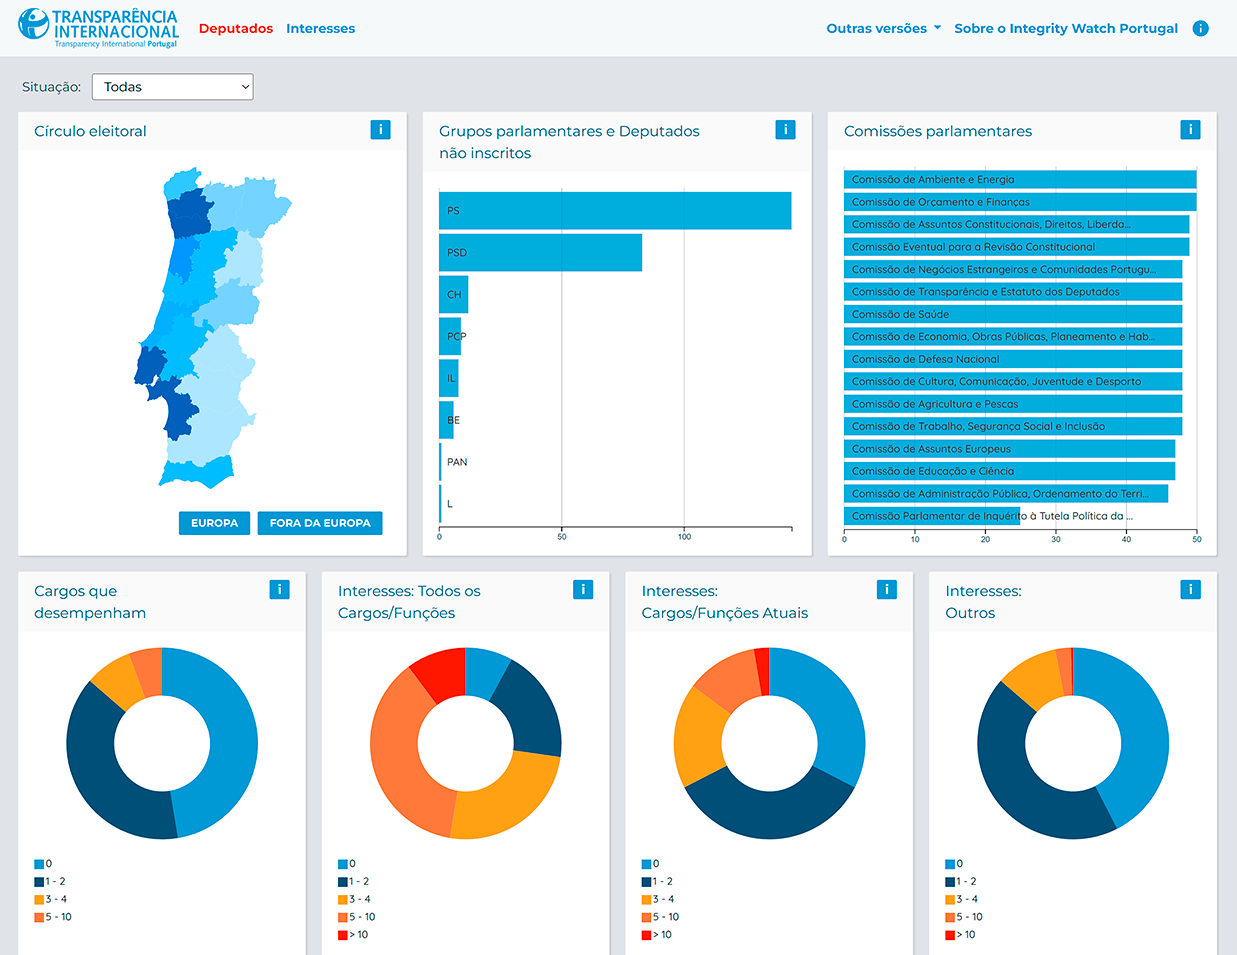 TRANSPARÊNCIA
INTERNACIONAL
Transparency International Portugal
Deputados
Interesses
Outras versões
Sobre o Integrity Watch Portugal
i
Situação:
Todas
Círculo eleitoral
i
EUROPA
FORA DA EUROPA
Grupos parlamentares e Deputados
não inscritos
i
PS
PSD
CH
PCP
IL
BE
PAN
L
0
50
100
Comissões parlamentares
i
Comissão de Ambiente e Energia
Comissão de Orçamento e Finanças
Comissão de Assuntos Constitucionais, Direitos, Liberda...
Comissão Eventual para a Revisão Constitucional
Comissão de Negócios Estrangeiros e Comunidades Portugu...
Comissão de Transparência e Estatuto dos Deputados
Comissão de Saúde
Comissão de Economia, Obras Públicas, Planeamento e Hab...
Comissão de Defesa Nacional
Comissão de Cultura, Comunicação, Juventude e Desporto
Comissão de Agricultura e Pescas
Comissão de Trabalho, Segurança Social e Inclusão
Comissão de Assuntos Europeus
Comissão de Educação e Ciência
Comissão de Administração Pública, Ordenamento do Terri...
Comissão Parlamentar de Inquérito à Tutela Política da ...
0
10
20
30
40
50
Cargos que
desempenham
i
0
1 - 2
3 - 4
5 - 10
Interesses: Todos os
Cargos/Funções
i
0
1 - 2
3 - 4
5 - 10
> 10
Interesses:
Cargos/Funções Atuais
i
0
1 - 2
3 - 4
5 - 10
> 10
Interesses:
Outros
i
0
1 - 2
3 - 4
5 - 10
> 10